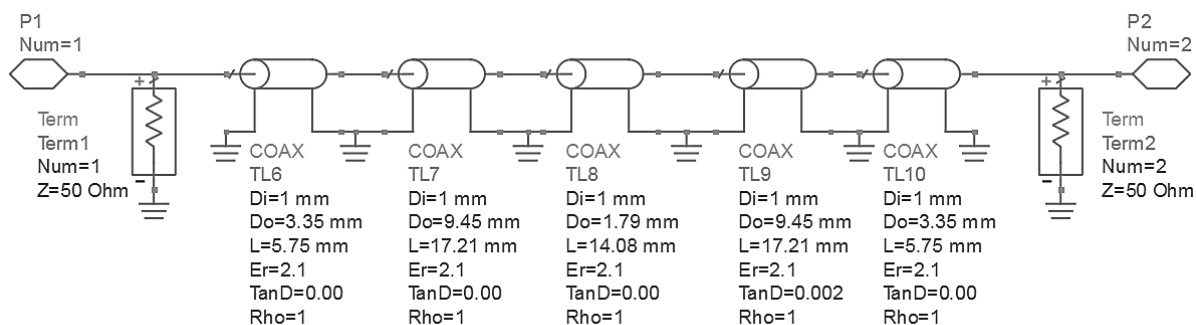 P1
Num=1
P2
Num=2
+
+
Term
Term1
Num=1
Z=50 Ohm
-
COAX
TL6
Di=1 mm
Do=3.35 mm
L=5.75 mm
Er=2.1
TanD=0.00
Rho=1
COAX
TL7
Di=1 mm
Do=9.45 mm
L=17.21 mm
Er=2.1
TanD=0.00
Rho=1
COAX
TL8
Di=1 mm
Do=1.79 mm
L=14.08 mm
Er=2.1
TanD=0.00
Rho=1
COAX
TL9
Di=1 mm
Do=9.45 mm
L=17.21 mm
Er=2.1
TanD=0.002
Rho=1
COAX
TL10
Di=1 mm
Do=3.35 mm
L=5.75 mm
Er=2.1
TanD=0.00
Rho=1
Term
Term2
Num=2
Z=50 Ohm
-